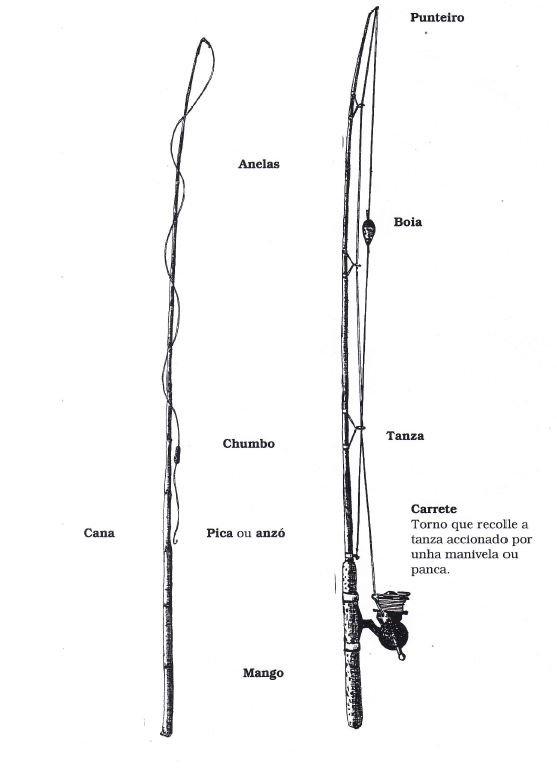 Punteiro
Anelas
Boia
Tanza
Chumbo
Carrete
Torno que recolle a
tanza accionado por
unha manivela ou
panca.
Cana
Pica ou anzó
Mango